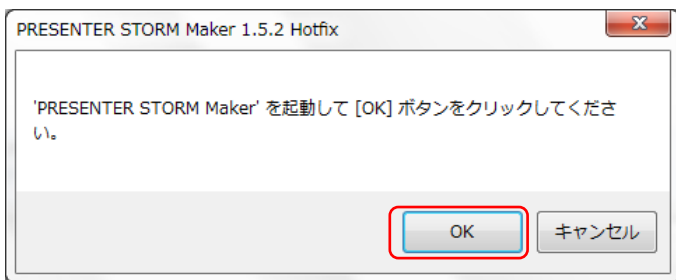 PRESENTER STORM Maker 1.5.2 Hotfix
'PRESENTER STORM Maker' を起動して [OK] ボタンをクリックしてくださ
い。
OK
キャンセル